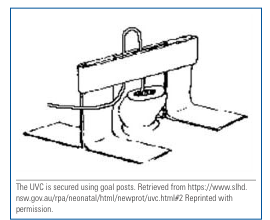 The UVC is secured using goal posts. Retrieved from https://www.slhd.
nsw.gov.au/rpa/neonatal/html/newprot/uvc.html#2 Reprinted with
permission.